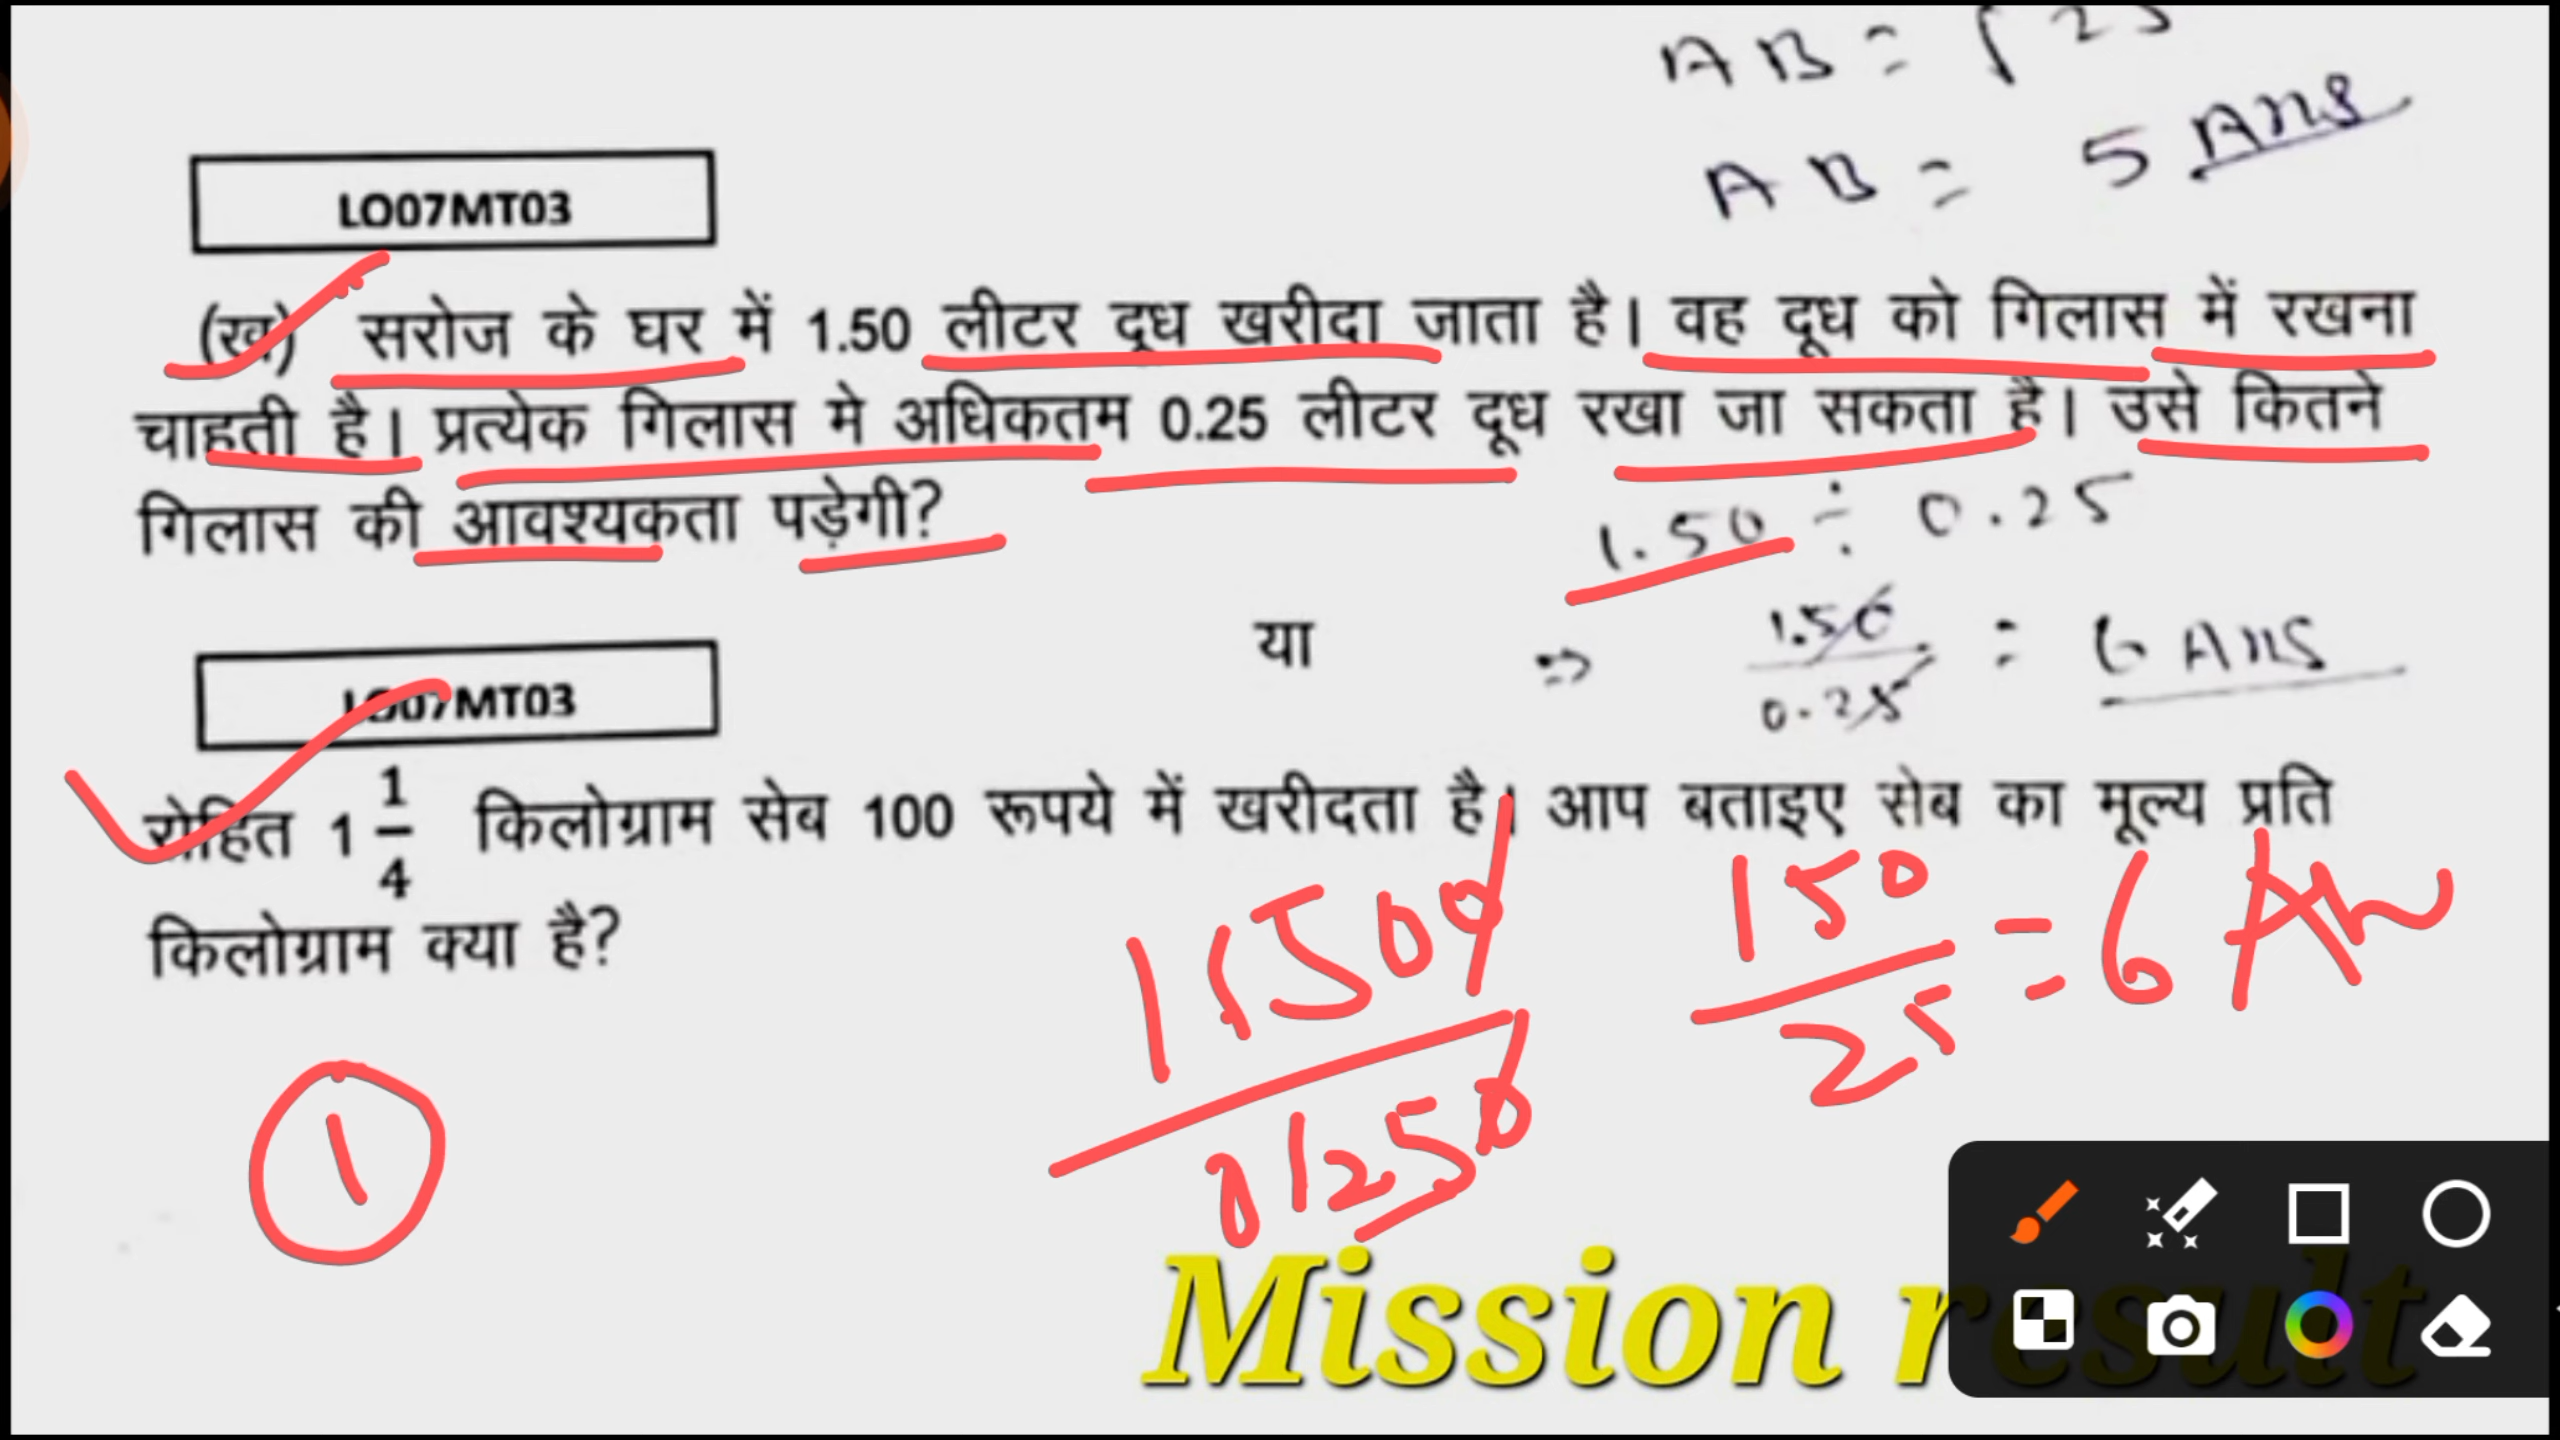 AB = √25
AB = 5 Ans
LO07MT03
(ख) सरोज के घर में 1.50 लीटर दूध खरीदा जाता है। वह दूध को गिलास में रखना
चाहती है। प्रत्येक गिलास मे अधिकतम 0.25 लीटर दूध रखा जा सकता है। उसे कितने
गिलास की आवश्यकता पड़ेगी?
1.50 ÷ 0.25
या
⇒ 1.50/0.25 = 6 Ans
LO07MT03
रोहित 1 1/4 किलोग्राम सेब 100 रूपये में खरीदता है। आप बताइए सेब का मूल्य प्रति
किलोग्राम क्या है?
150/25 = 6 An
1
Mission result